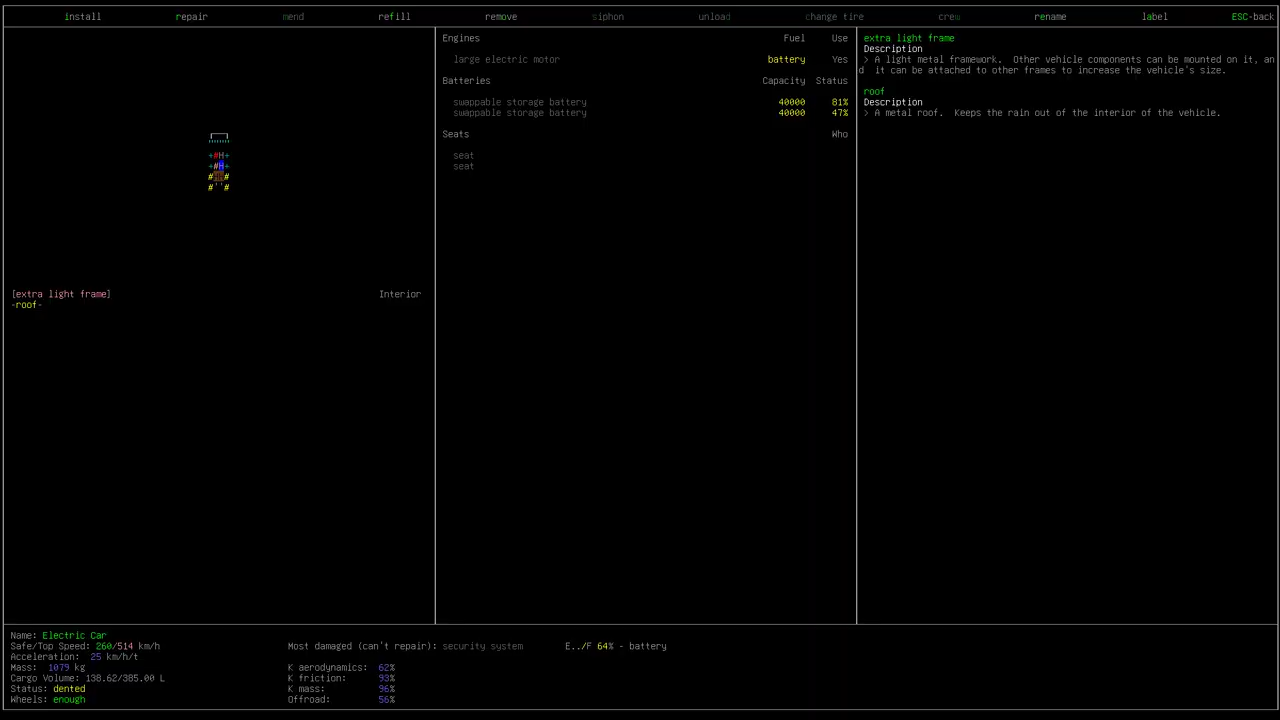 install repair mend refill remove siphon unload change tire crew rename label ESC-back
Engines Fuel Use
large electric motor battery Yes
Batteries Capacity Status
swappable storage battery 40000 81%
swappable storage battery 40000 47%
Seats Who
seat
seat
extra light frame
Description
> A light metal framework. Other vehicle components can be mounted on it, an
d it can be attached to other frames to increase the vehicle's size.
roof
Description
> A metal roof. Keeps the rain out of the interior of the vehicle.
+#H+
+#H+
#''#
[extra light frame] Interior
-roof-
Name: Electric Car
Safe/Top Speed: 260/514 km/h
Acceleration: 25 km/h/t
Mass: 1079 kg
Cargo Volume: 138.62/385.00 L
Status: dented
Wheels: enough
Most damaged (can't repair): security system
K aerodynamics: 62%
K friction: 93%
K mass: 96%
Offroad: 56%
E../F 64% - battery